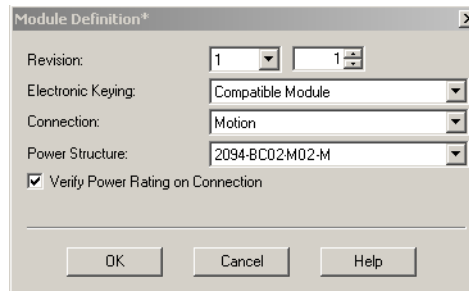 Module Definition*
Revision: 1 1
Electronic Keying: Compatible Module
Connection: Motion
Power Structure: 2094-BC02-M02-M
Verify Power Rating on Connection
OK Cancel Help